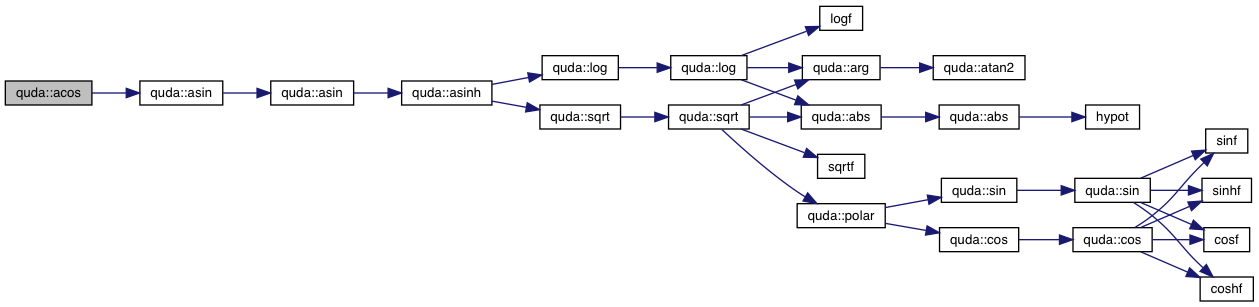 quda::acos
quda::asin
quda::asin
quda::asinh
quda::log
quda::sqrt
quda::log
quda::sqrt
logf
quda::arg
quda::abs
sqrtf
quda::polar
quda::atan2
quda::abs
hypot
quda::sin
quda::cos
quda::sin
quda::cos
sinf
sinhf
cosf
coshf